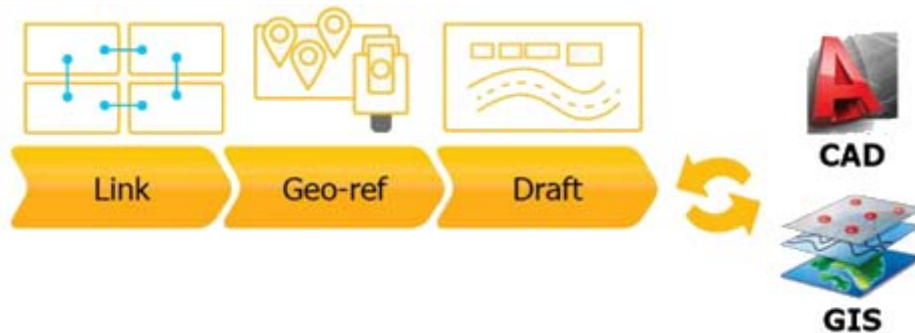 Link
Geo-ref
Draft
CAD
GIS